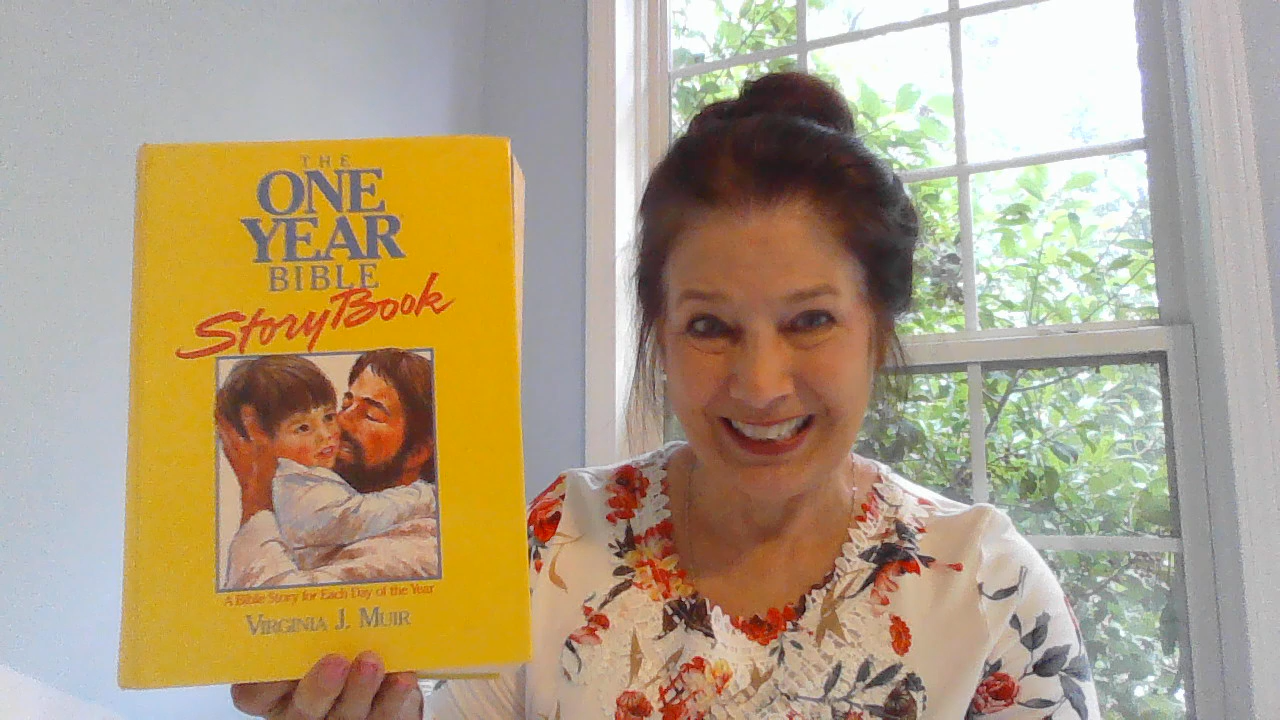 THE
ONE
YEAR
BIBLE
StoryBook
A Bible Story for Each Day of the Year
VIRGINIA J. MUIR